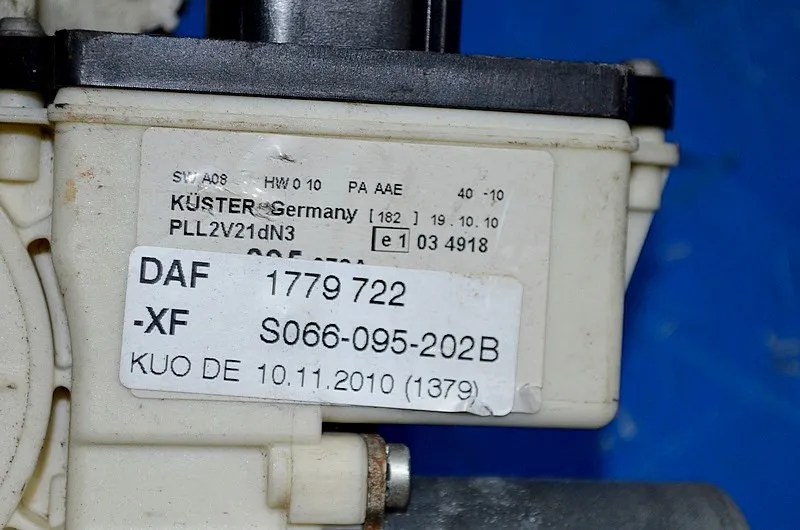 SW A08 HW 0 10 PA AAE 40 -10
KÜSTER Germany [182] 19.10.10
PLL2V21dN3 e1 03 4918
DAF 1779 722
-XF S066-095-202B
KUO DE 10.11.2010 (1379)